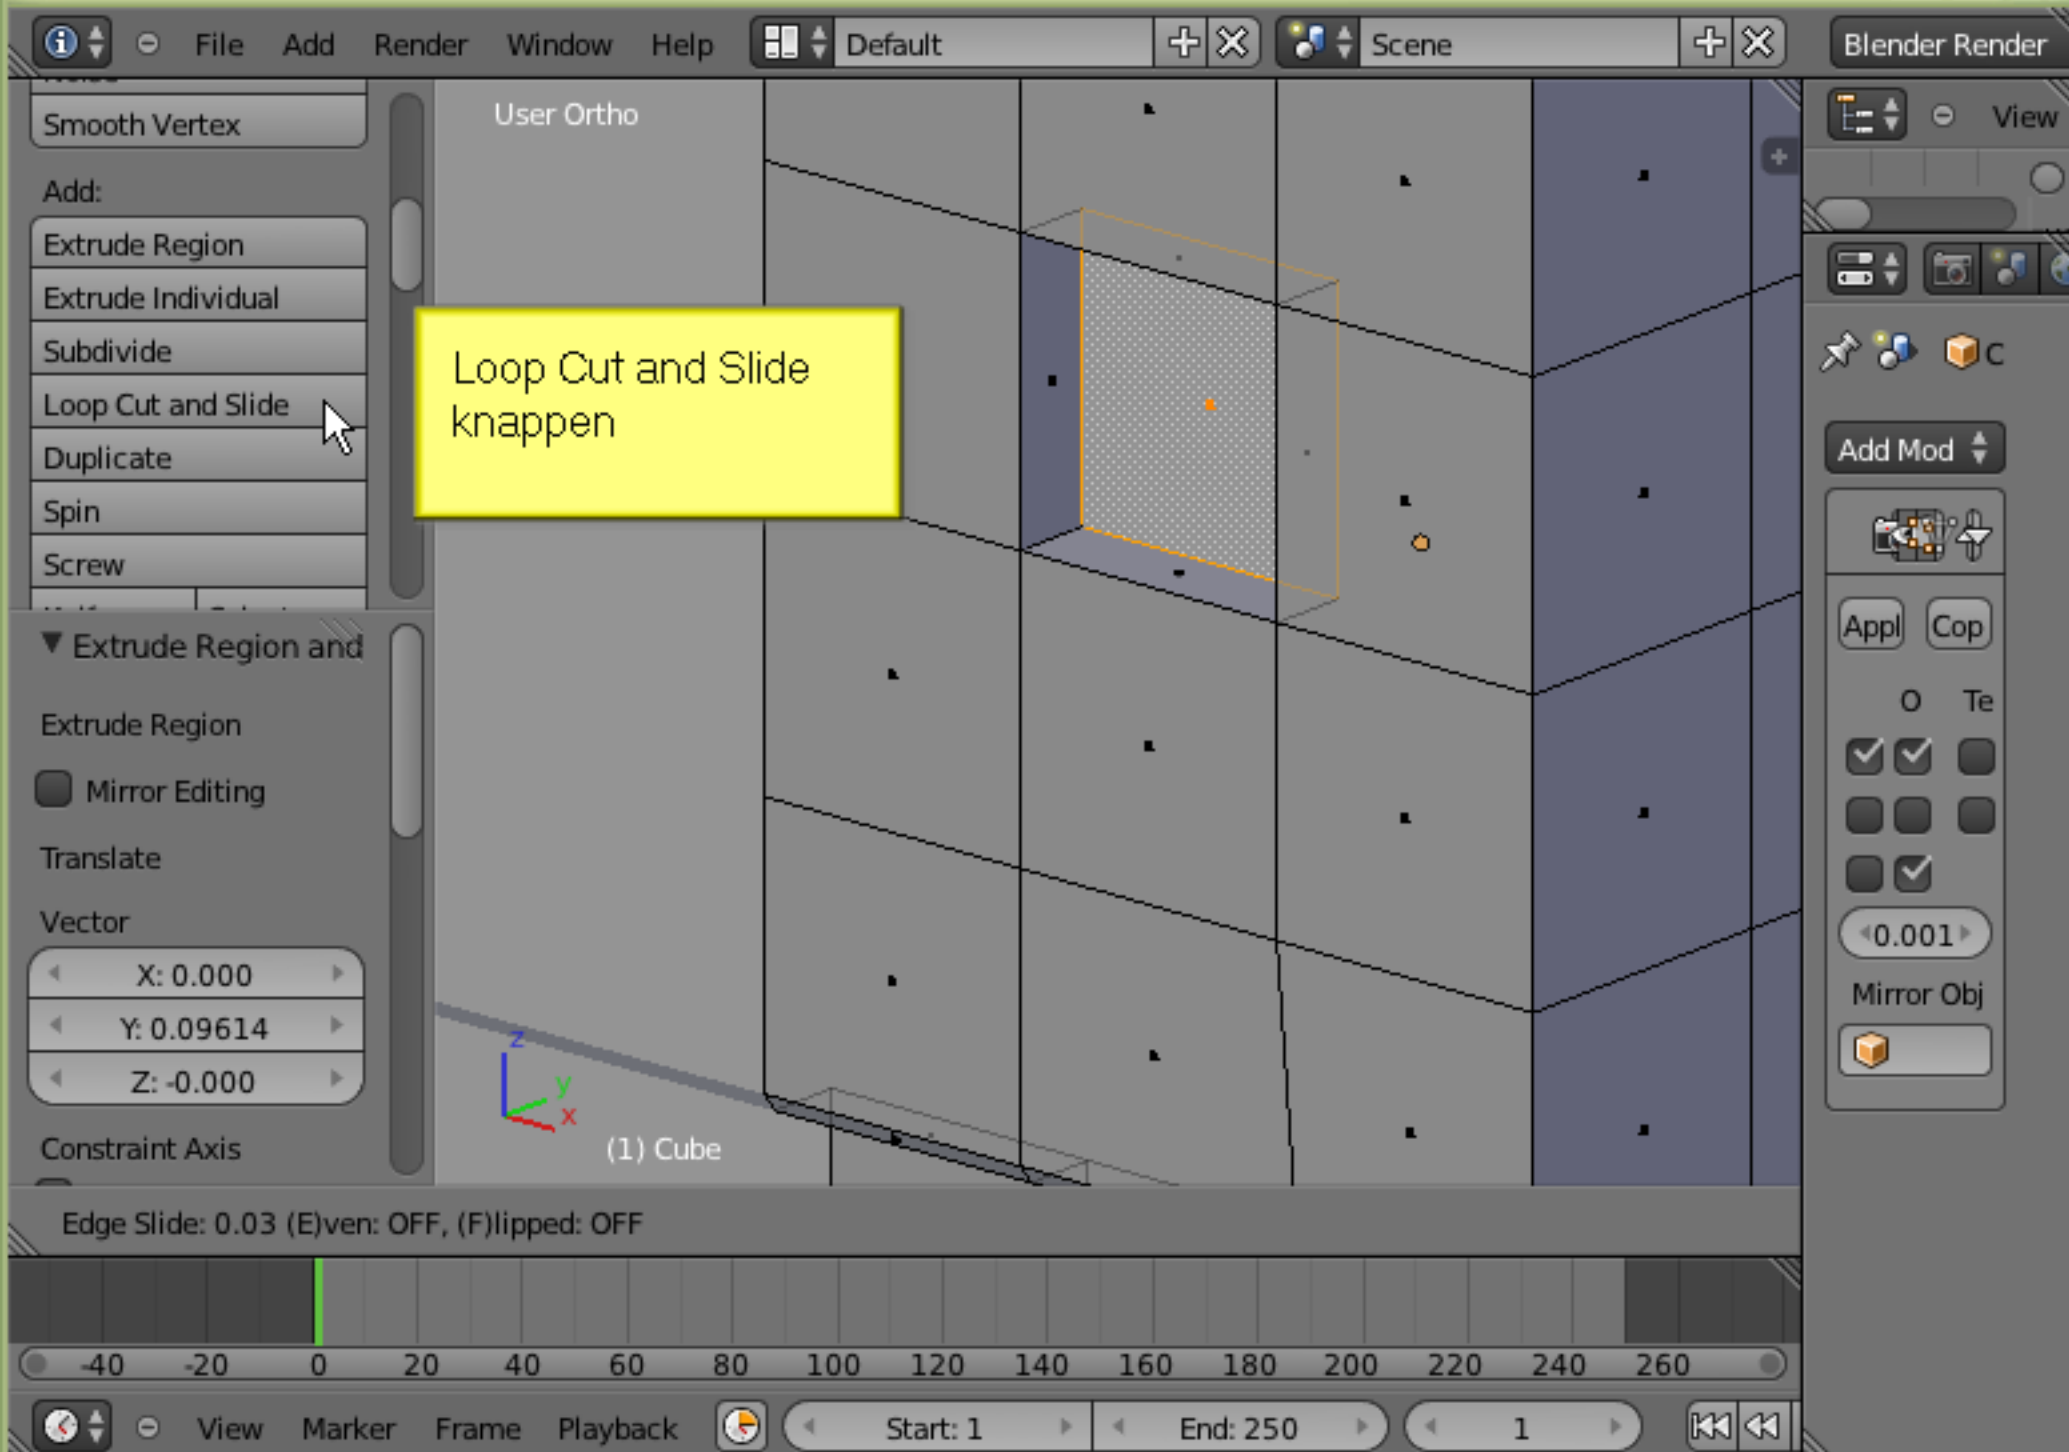 File Add Render Window Help Default Scene Blender Render
Smooth Vertex
Add:
Extrude Region
Extrude Individual
Subdivide
Loop Cut and Slide
Duplicate
Spin
Screw
Extrude Region and
Extrude Region
Mirror Editing
Translate
Vector
X: 0.000
Y: 0.09614
Z: -0.000
Constraint Axis
User Ortho
Loop Cut and Slide
knappen
z
y
x
(1) Cube
View
C
Add Mod
Appl Cop
O Te
0.001
Mirror Obj
Edge Slide: 0.03 (E)ven: OFF, (F)lipped: OFF
-40 -20 0 20 40 60 80 100 120 140 160 180 200 220 240 260
View Marker Frame Playback Start: 1 End: 250 1